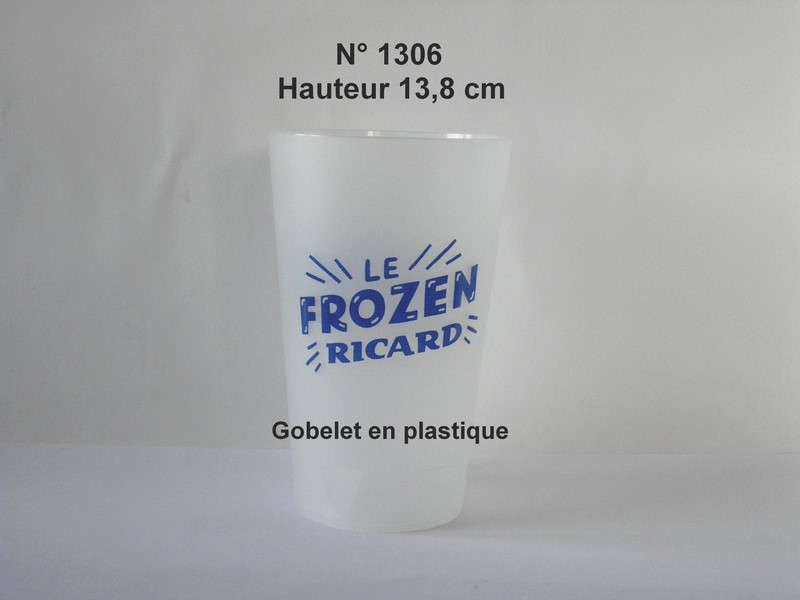 N° 1306
Hauteur 13,8 cm
LE
FROZEN
RICARD
Gobelet en plastique